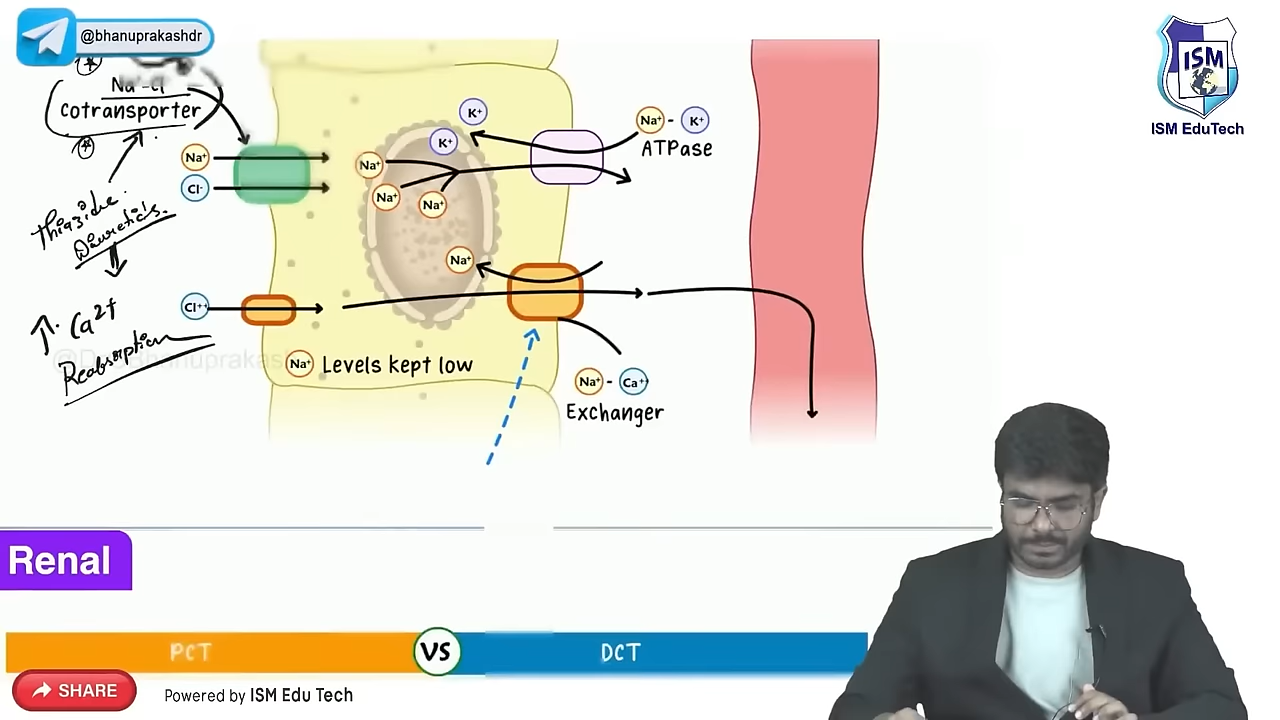 @bhanuprakashdr
ISM
ISM EduTech
Na⁺-Cl⁻
Cotransporter
Na⁺
Cl⁻
Thiazide
Diuretics.
↑ Ca²⁺
Reabsorption
Cl⁺⁺
K⁺
K⁺
Na⁺
Na⁺
Na⁺
Na⁺ - K⁺
ATPase
Na⁺
Na⁺ Levels kept low
Na⁺ - Ca⁺⁺
Exchanger
Renal
PCT VS DCT
SHARE
Powered by ISM Edu Tech